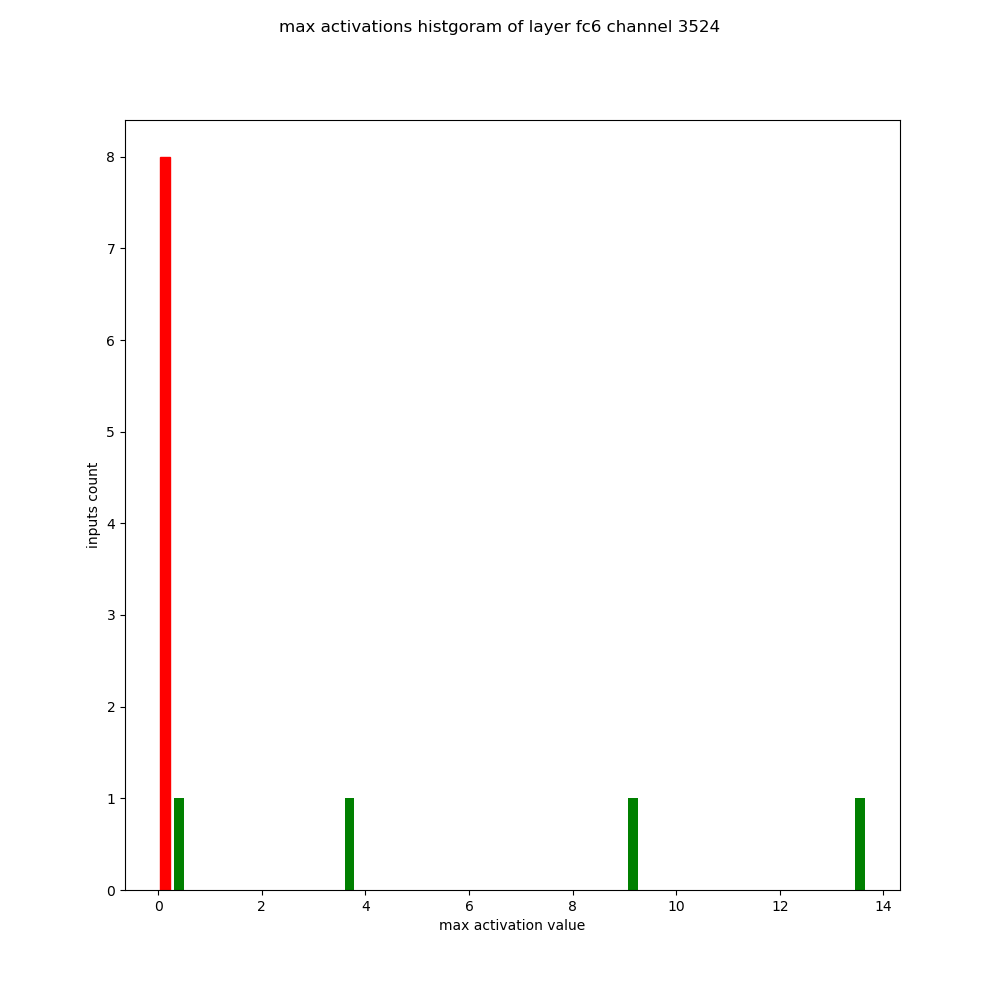 max activations histgoram of layer fc6 channel 3524
8
7
6
5
4
3
2
1
0
inputs count
0 2 4 6 8 10 12 14
max activation value